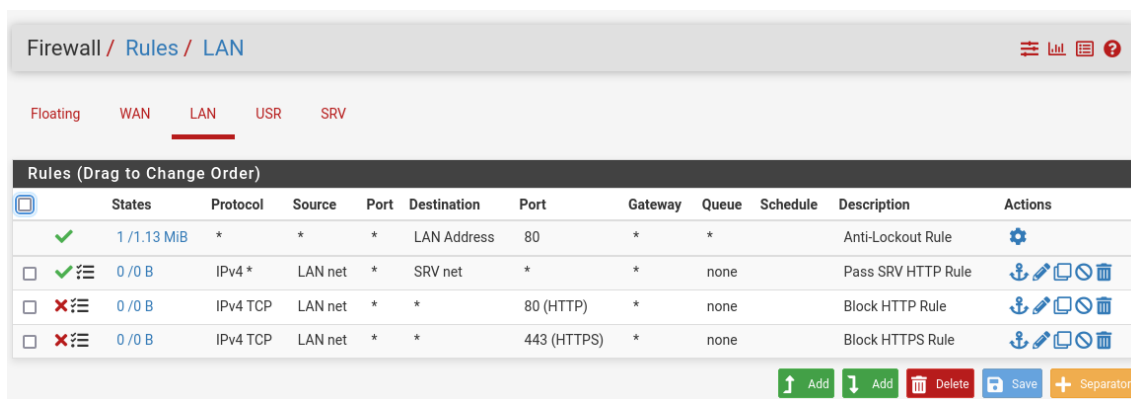 Firewall / Rules / LAN
Floating WAN LAN USR SRV
Rules (Drag to Change Order)
States Protocol Source Port Destination Port Gateway Queue Schedule Description Actions
1 /1.13 MiB * * * LAN Address 80 * * Anti-Lockout Rule
0 /0 B IPv4 * LAN net * SRV net * * none Pass SRV HTTP Rule
0 /0 B IPv4 TCP LAN net * * 80 (HTTP) * none Block HTTP Rule
0 /0 B IPv4 TCP LAN net * * 443 (HTTPS) * none Block HTTPS Rule
Add Add Delete Save Separator